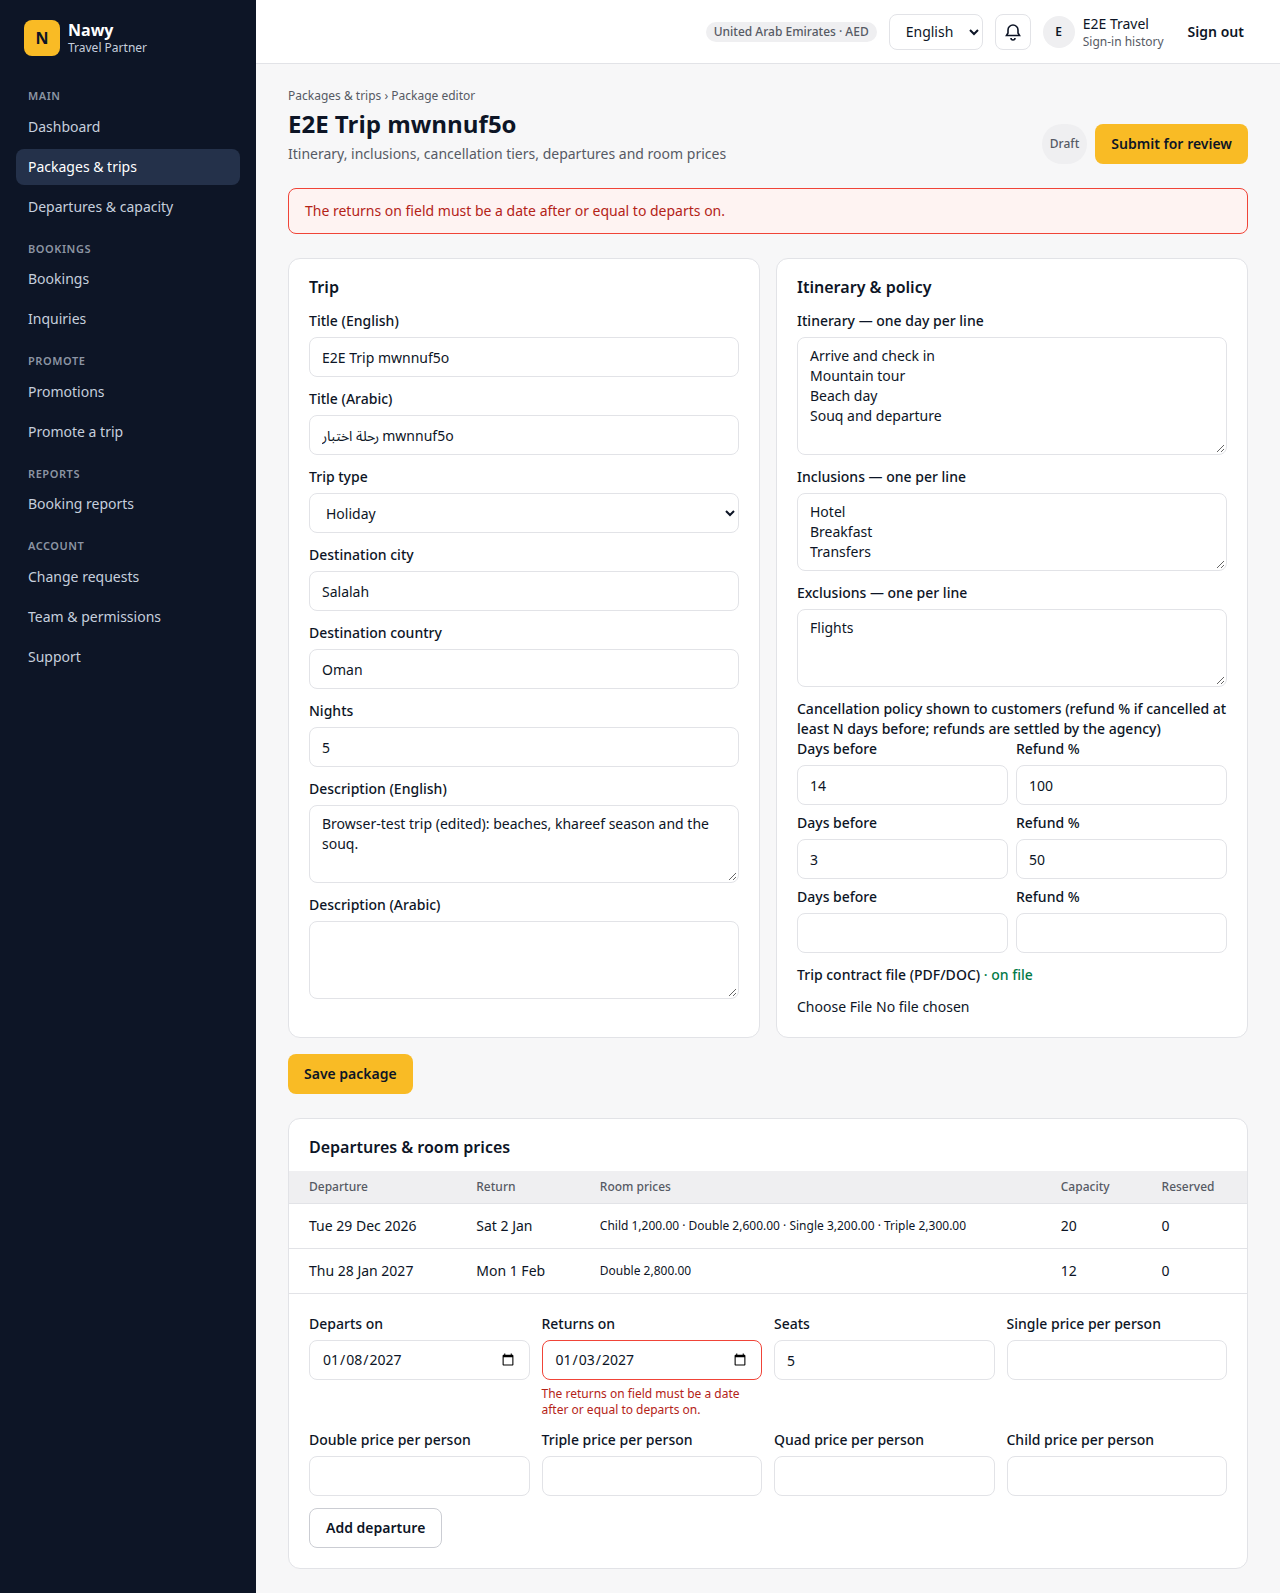 N
Nawy
Travel Partner
MAIN
Dashboard
Packages & trips
Departures & capacity
BOOKINGS
Bookings
Inquiries
PROMOTE
Promotions
Promote a trip
REPORTS
Booking reports
ACCOUNT
Change requests
Team & permissions
Support
United Arab Emirates · AED
English
E
E2E Travel
Sign-in history
Sign out
Packages & trips › Package editor
E2E Trip mwnnuf5o
Itinerary, inclusions, cancellation tiers, departures and room prices
Draft
Submit for review
The returns on field must be a date after or equal to departs on.
Trip
Title (English)
E2E Trip mwnnuf5o
Title (Arabic)
رحلة اختبار mwnnuf5o
Trip type
Holiday
Destination city
Salalah
Destination country
Oman
Nights
5
Description (English)
Browser-test trip (edited): beaches, khareef season and the
souq.
Description (Arabic)
Itinerary & policy
Itinerary — one day per line
Arrive and check in
Mountain tour
Beach day
Souq and departure
Inclusions — one per line
Hotel
Breakfast
Transfers
Exclusions — one per line
Flights
Cancellation policy shown to customers (refund % if cancelled at
least N days before; refunds are settled by the agency)
Days before Refund %
14 100
Days before Refund %
3 50
Days before Refund %
Trip contract file (PDF/DOC) · on file
Choose File No file chosen
Save package
Departures & room prices
Departure Return Room prices Capacity Reserved
Tue 29 Dec 2026 Sat 2 Jan Child 1,200.00 · Double 2,600.00 · Single 3,200.00 · Triple 2,300.00 20 0
Thu 28 Jan 2027 Mon 1 Feb Double 2,800.00 12 0
Departs on Returns on Seats Single price per person
01/08/2027 01/03/2027 5
The returns on field must be a date
after or equal to departs on.
Double price per person Triple price per person Quad price per person Child price per person
Add departure